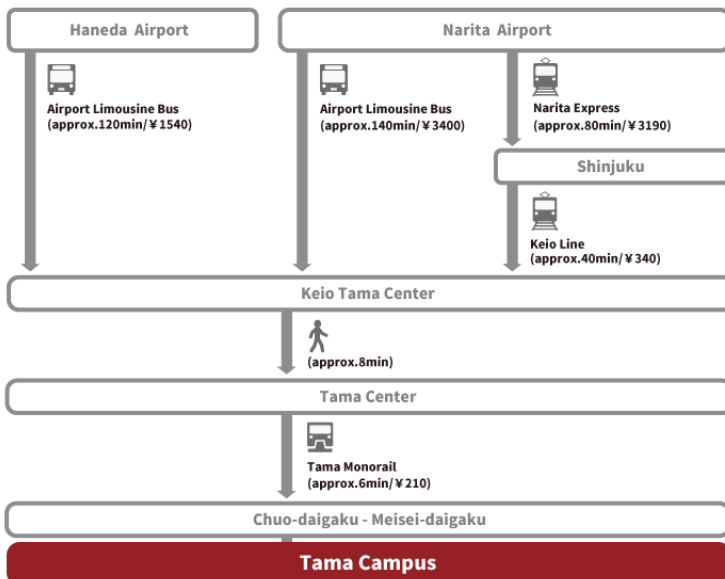 Haneda Airport
Narita Airport
Airport Limousine Bus
(approx.120min/¥1540)
Airport Limousine Bus
(approx.140min/¥3400)
Narita Express
(approx.80min/¥3190)
Shinjuku
Keio Line
(approx.40min/¥340)
Keio Tama Center
(approx.8min)
Tama Center
Tama Monorail
(approx.6min/¥210)
Chuo-daigaku - Meisei-daigaku
Tama Campus